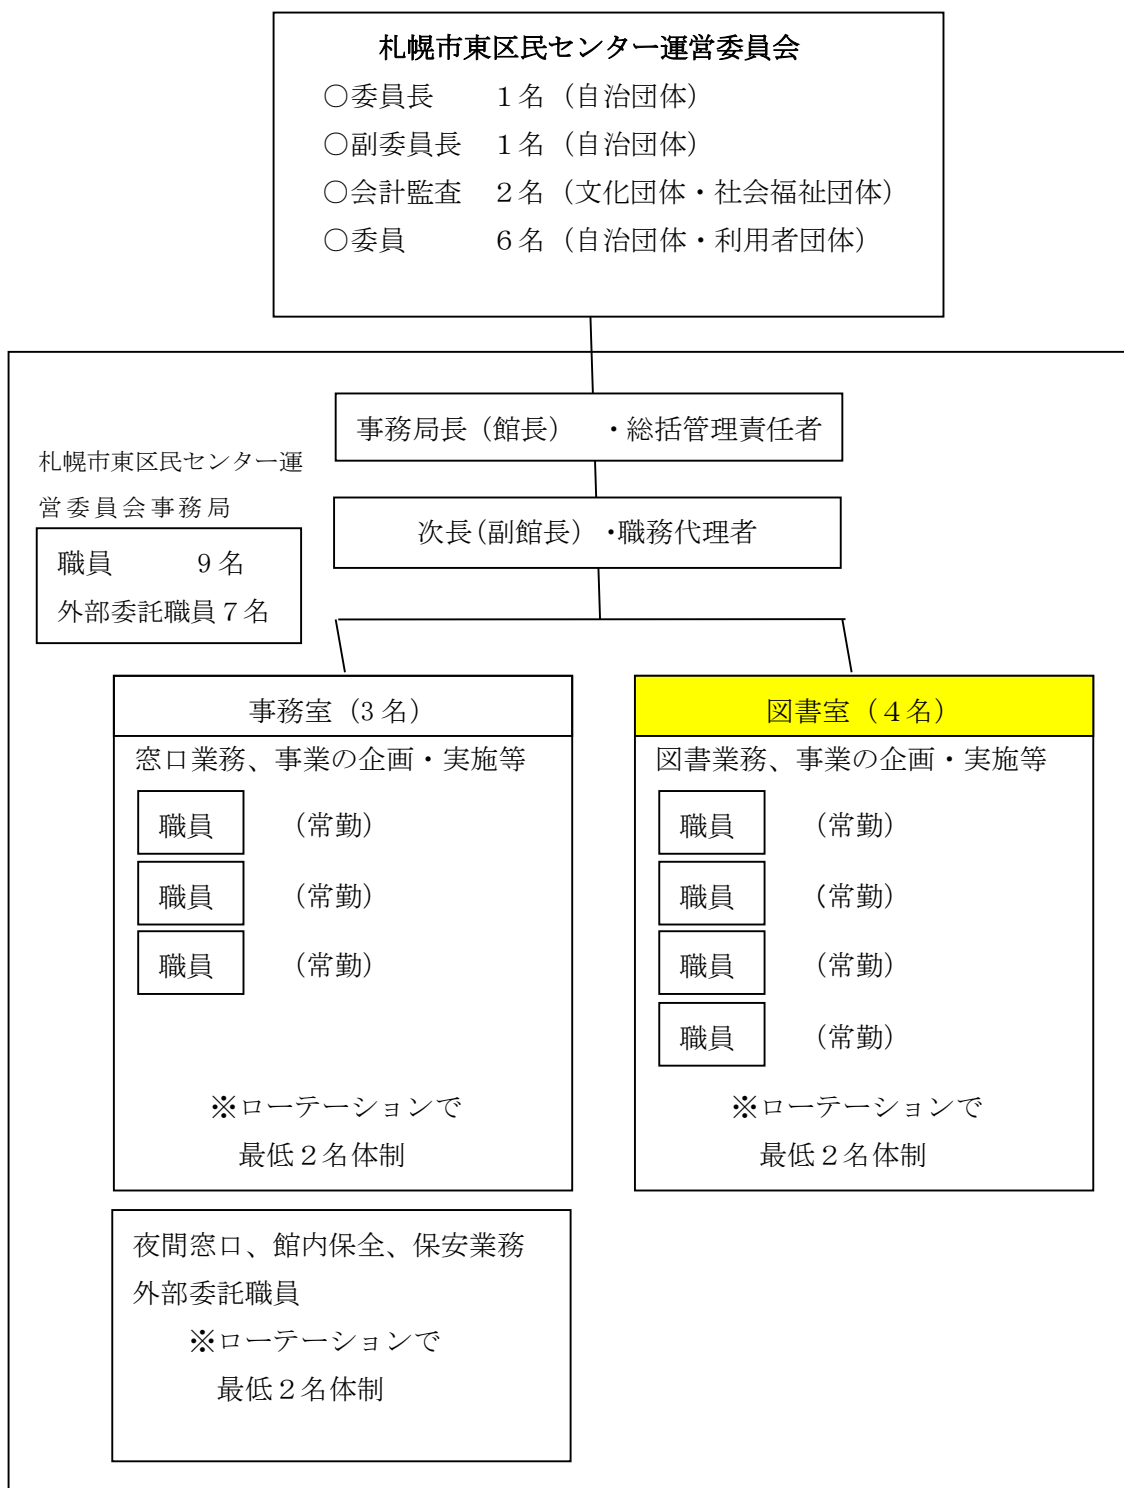 札幌市東区民センター運営委員会
○委員長　　１名（自治団体）
○副委員長　１名（自治団体）
○会計監査　２名（文化団体・社会福祉団体）
○委員　　　６名（自治団体・利用者団体）
事務局長（館長）　・総括管理責任者
札幌市東区民センター運
営委員会事務局
次長(副館長）・職務代理者
職員　　　9名
外部委託職員７名
事務室（3名）
窓口業務、事業の企画・実施等
職員　（常勤）
職員　（常勤）
職員　（常勤）
※ローテーションで
最低２名体制
図書室（４名）
図書業務、事業の企画・実施等
職員　（常勤）
職員　（常勤）
職員　（常勤）
職員　（常勤）
※ローテーションで
最低２名体制
夜間窓口、館内保全、保安業務
外部委託職員
※ローテーションで
最低２名体制